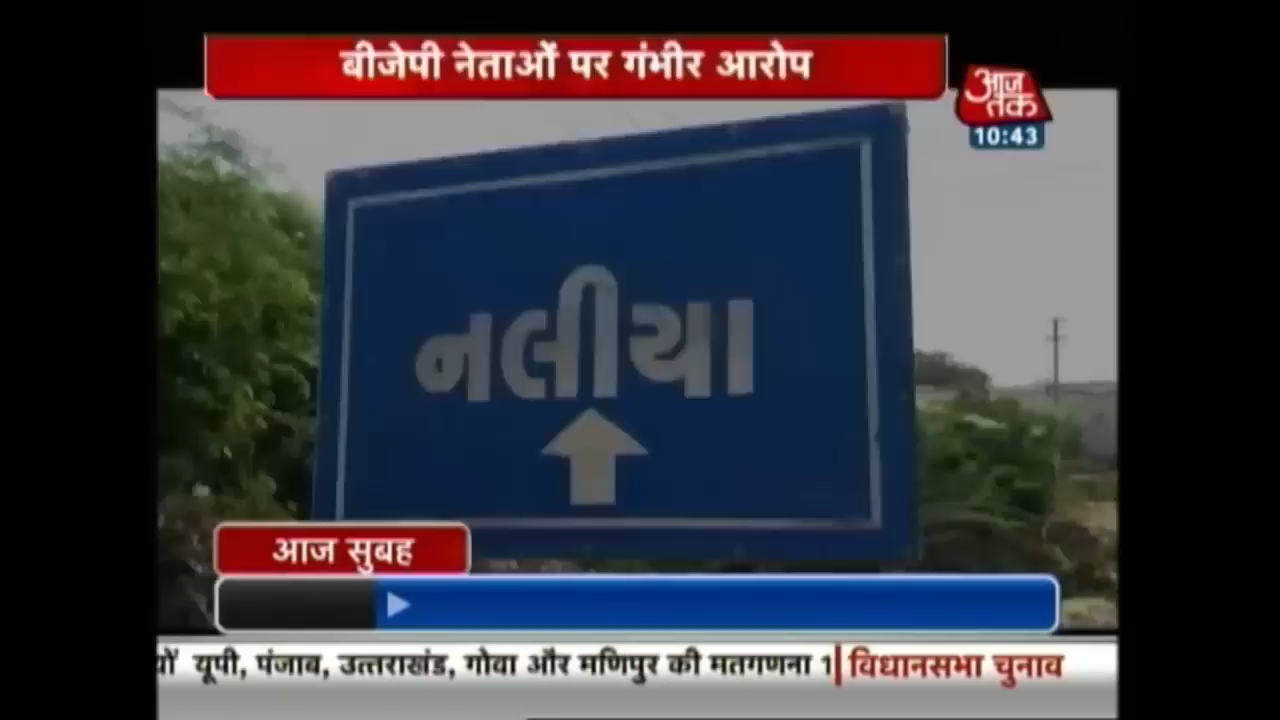 बीजेपी नेताओं पर गंभीर आरोप
आज
तक
10:43
નલીયા
आज सुबह
यूपी, पंजाब, उत्तराखंड, गोवा और मणिपुर की मतगणना 1
विधानसभा चुनाव